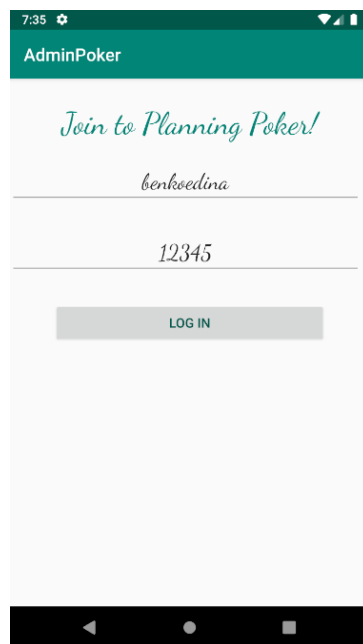 7:35
AdminPoker
Join to Planning Poker!
benkoedina
12345
LOG IN